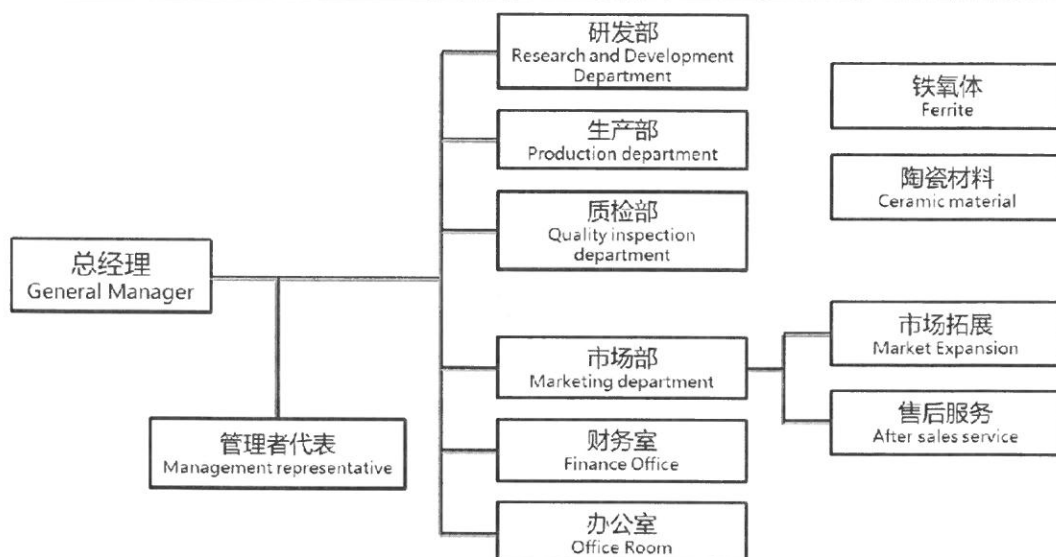 总经理
General Manager
管理者代表
Management representative
研发部
Research and Development
Department
生产部
Production department
质检部
Quality inspection
department
市场部
Marketing department
财务室
Finance Office
办公室
Office Room
铁氧体
Ferrite
陶瓷材料
Ceramic material
市场拓展
Market Expansion
售后服务
After sales service